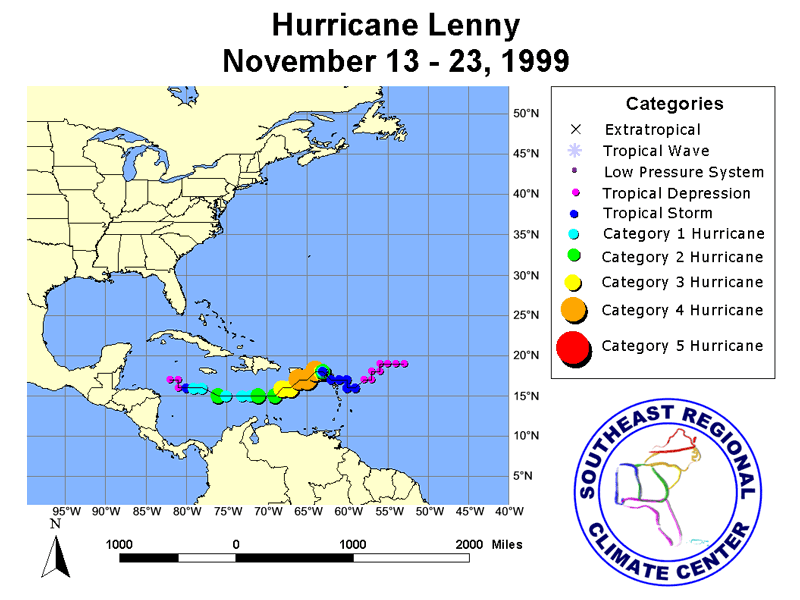 Hurricane Lenny
November 13 - 23, 1999
Categories
Extratropical
Tropical Wave
Low Pressure System
Tropical Depression
Tropical Storm
Category 1 Hurricane
Category 2 Hurricane
Category 3 Hurricane
Category 4 Hurricane
Category 5 Hurricane
50°N
45°N
40°N
35°N
30°N
25°N
20°N
15°N
10°N
5°N
95°W 90°W 85°W 80°W 75°W 70°W 65°W 60°W 55°W 50°W 45°W 40°W
N
1000 0 1000 2000 Miles
SOUTHEAST REGIONAL
CLIMATE CENTER